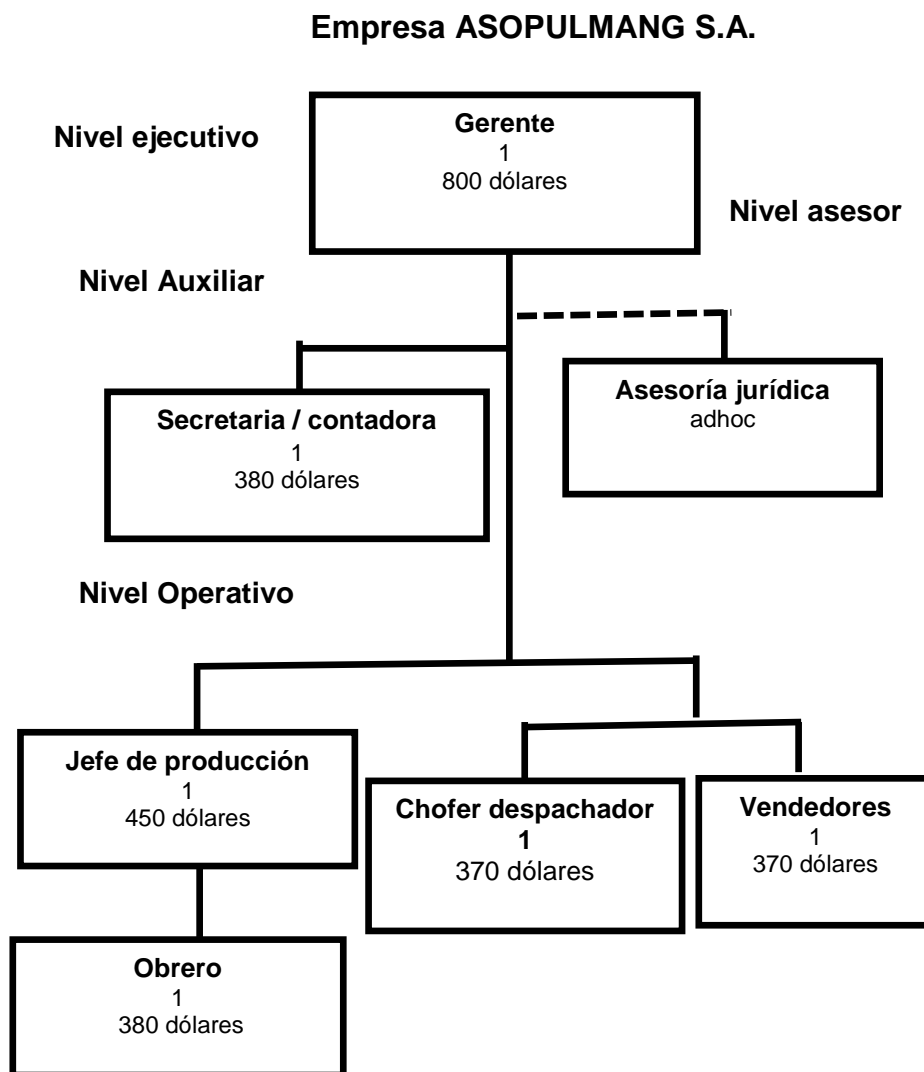 Empresa ASOPULMANG S.A.
Nivel ejecutivo
Gerente
1
800 dólares
Nivel asesor
Nivel Auxiliar
Secretaria / contadora
1
380 dólares
Asesoría jurídica
adhoc
Nivel Operativo
Jefe de producción
1
450 dólares
Chofer despachador
1
370 dólares
Vendedores
1
370 dólares
Obrero
1
380 dólares